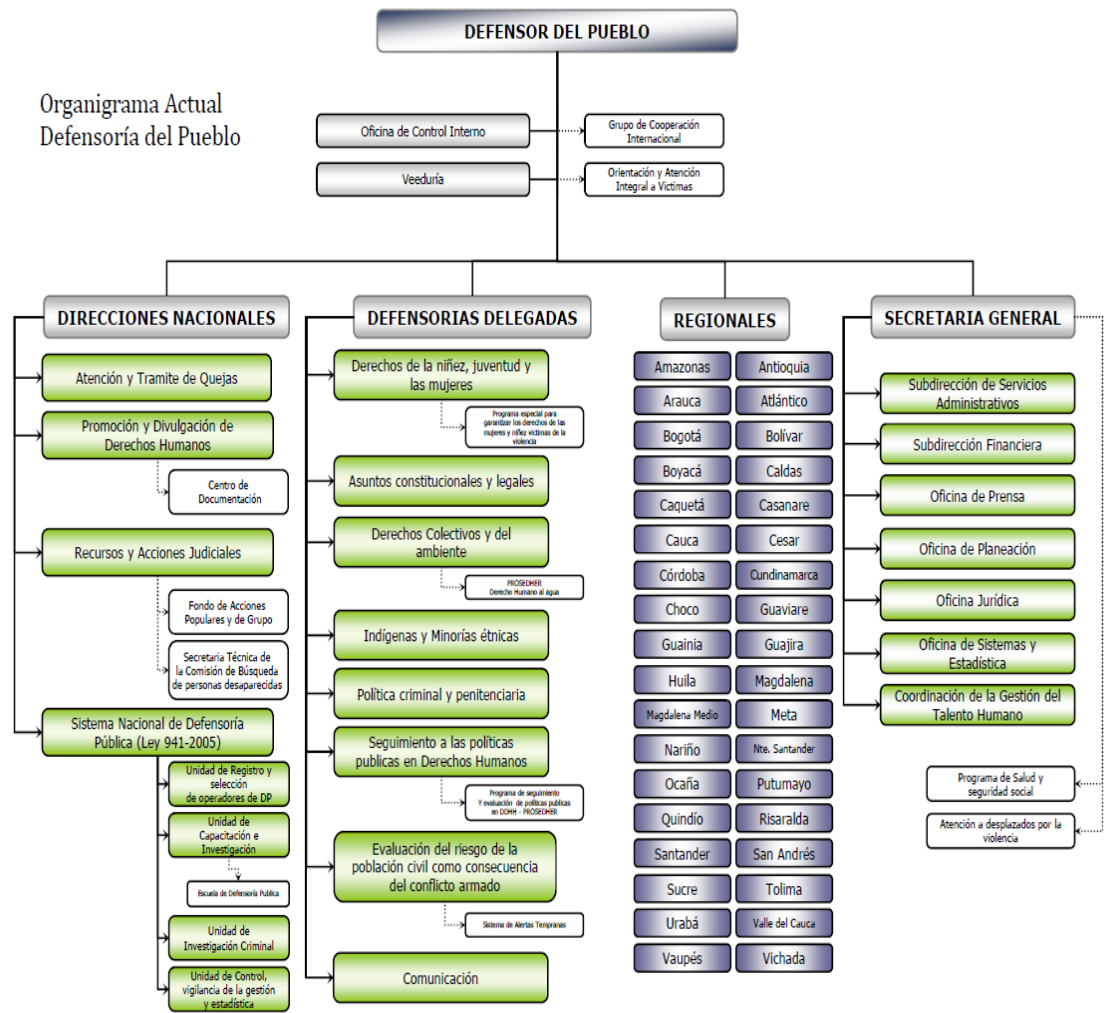 DEFENSOR DEL PUEBLO
Organigrama Actual
Defensoría del Pueblo
Oficina de Control Interno
Grupo de Cooperación
Internacional
Veeduría
Orientación y Atención
Integral a Victimas
DIRECCIONES NACIONALES
Atención y Tramite de Quejas
Promoción y Divulgación de
Derechos Humanos
Centro de
Documentación
Recursos y Acciones Judiciales
Fondo de Acciones
Populares y de Grupo
Secretaria Técnica de
la Comisión de Búsqueda
de personas desaparecidas
Sistema Nacional de Defensoría
Pública (Ley 941-2005)
Unidad de Registro y
selección
de operadores de DP
Unidad de
Capacitación e
Investigación
Escuela de Defensoría Publica
Unidad de
Investigación Criminal
Unidad de Control,
vigilancia de la gestión
y estadística
DEFENSORIAS DELEGADAS
Derechos de la niñez, juventud y
las mujeres
Programa especial para
garantizar los derechos de las
mujeres y niñez victimas de la
violencia
Asuntos constitucionales y legales
Derechos Colectivos y del
ambiente
PROSEDHER
Derecho Humano al agua
Indígenas y Minorías étnicas
Política criminal y penitenciaria
Seguimiento a las políticas
publicas en Derechos Humanos
Programa de seguimiento
Y evaluación de políticas publicas
en DDHH - PROSEDHER
Evaluación del riesgo de la
población civil como consecuencia
del conflicto armado
Sistema de Alertas Tempranas
Comunicación
REGIONALES
Amazonas
Antioquia
Arauca
Atlántico
Bogotá
Bolívar
Boyacá
Caldas
Caquetá
Casanare
Cauca
Cesar
Córdoba
Cundinamarca
Choco
Guaviare
Guainia
Guajira
Huila
Magdalena
Magdalena Medio
Meta
Nariño
Nte. Santander
Ocaña
Putumayo
Quindío
Risaralda
Santander
San Andrés
Sucre
Tolima
Urabá
Valle del Cauca
Vaupés
Vichada
SECRETARIA GENERAL
Subdirección de Servicios
Administrativos
Subdirección Financiera
Oficina de Prensa
Oficina de Planeación
Oficina Jurídica
Oficina de Sistemas y
Estadística
Coordinación de la Gestión del
Talento Humano
Programa de Salud y
seguridad social
Atención a desplazados por la
violencia